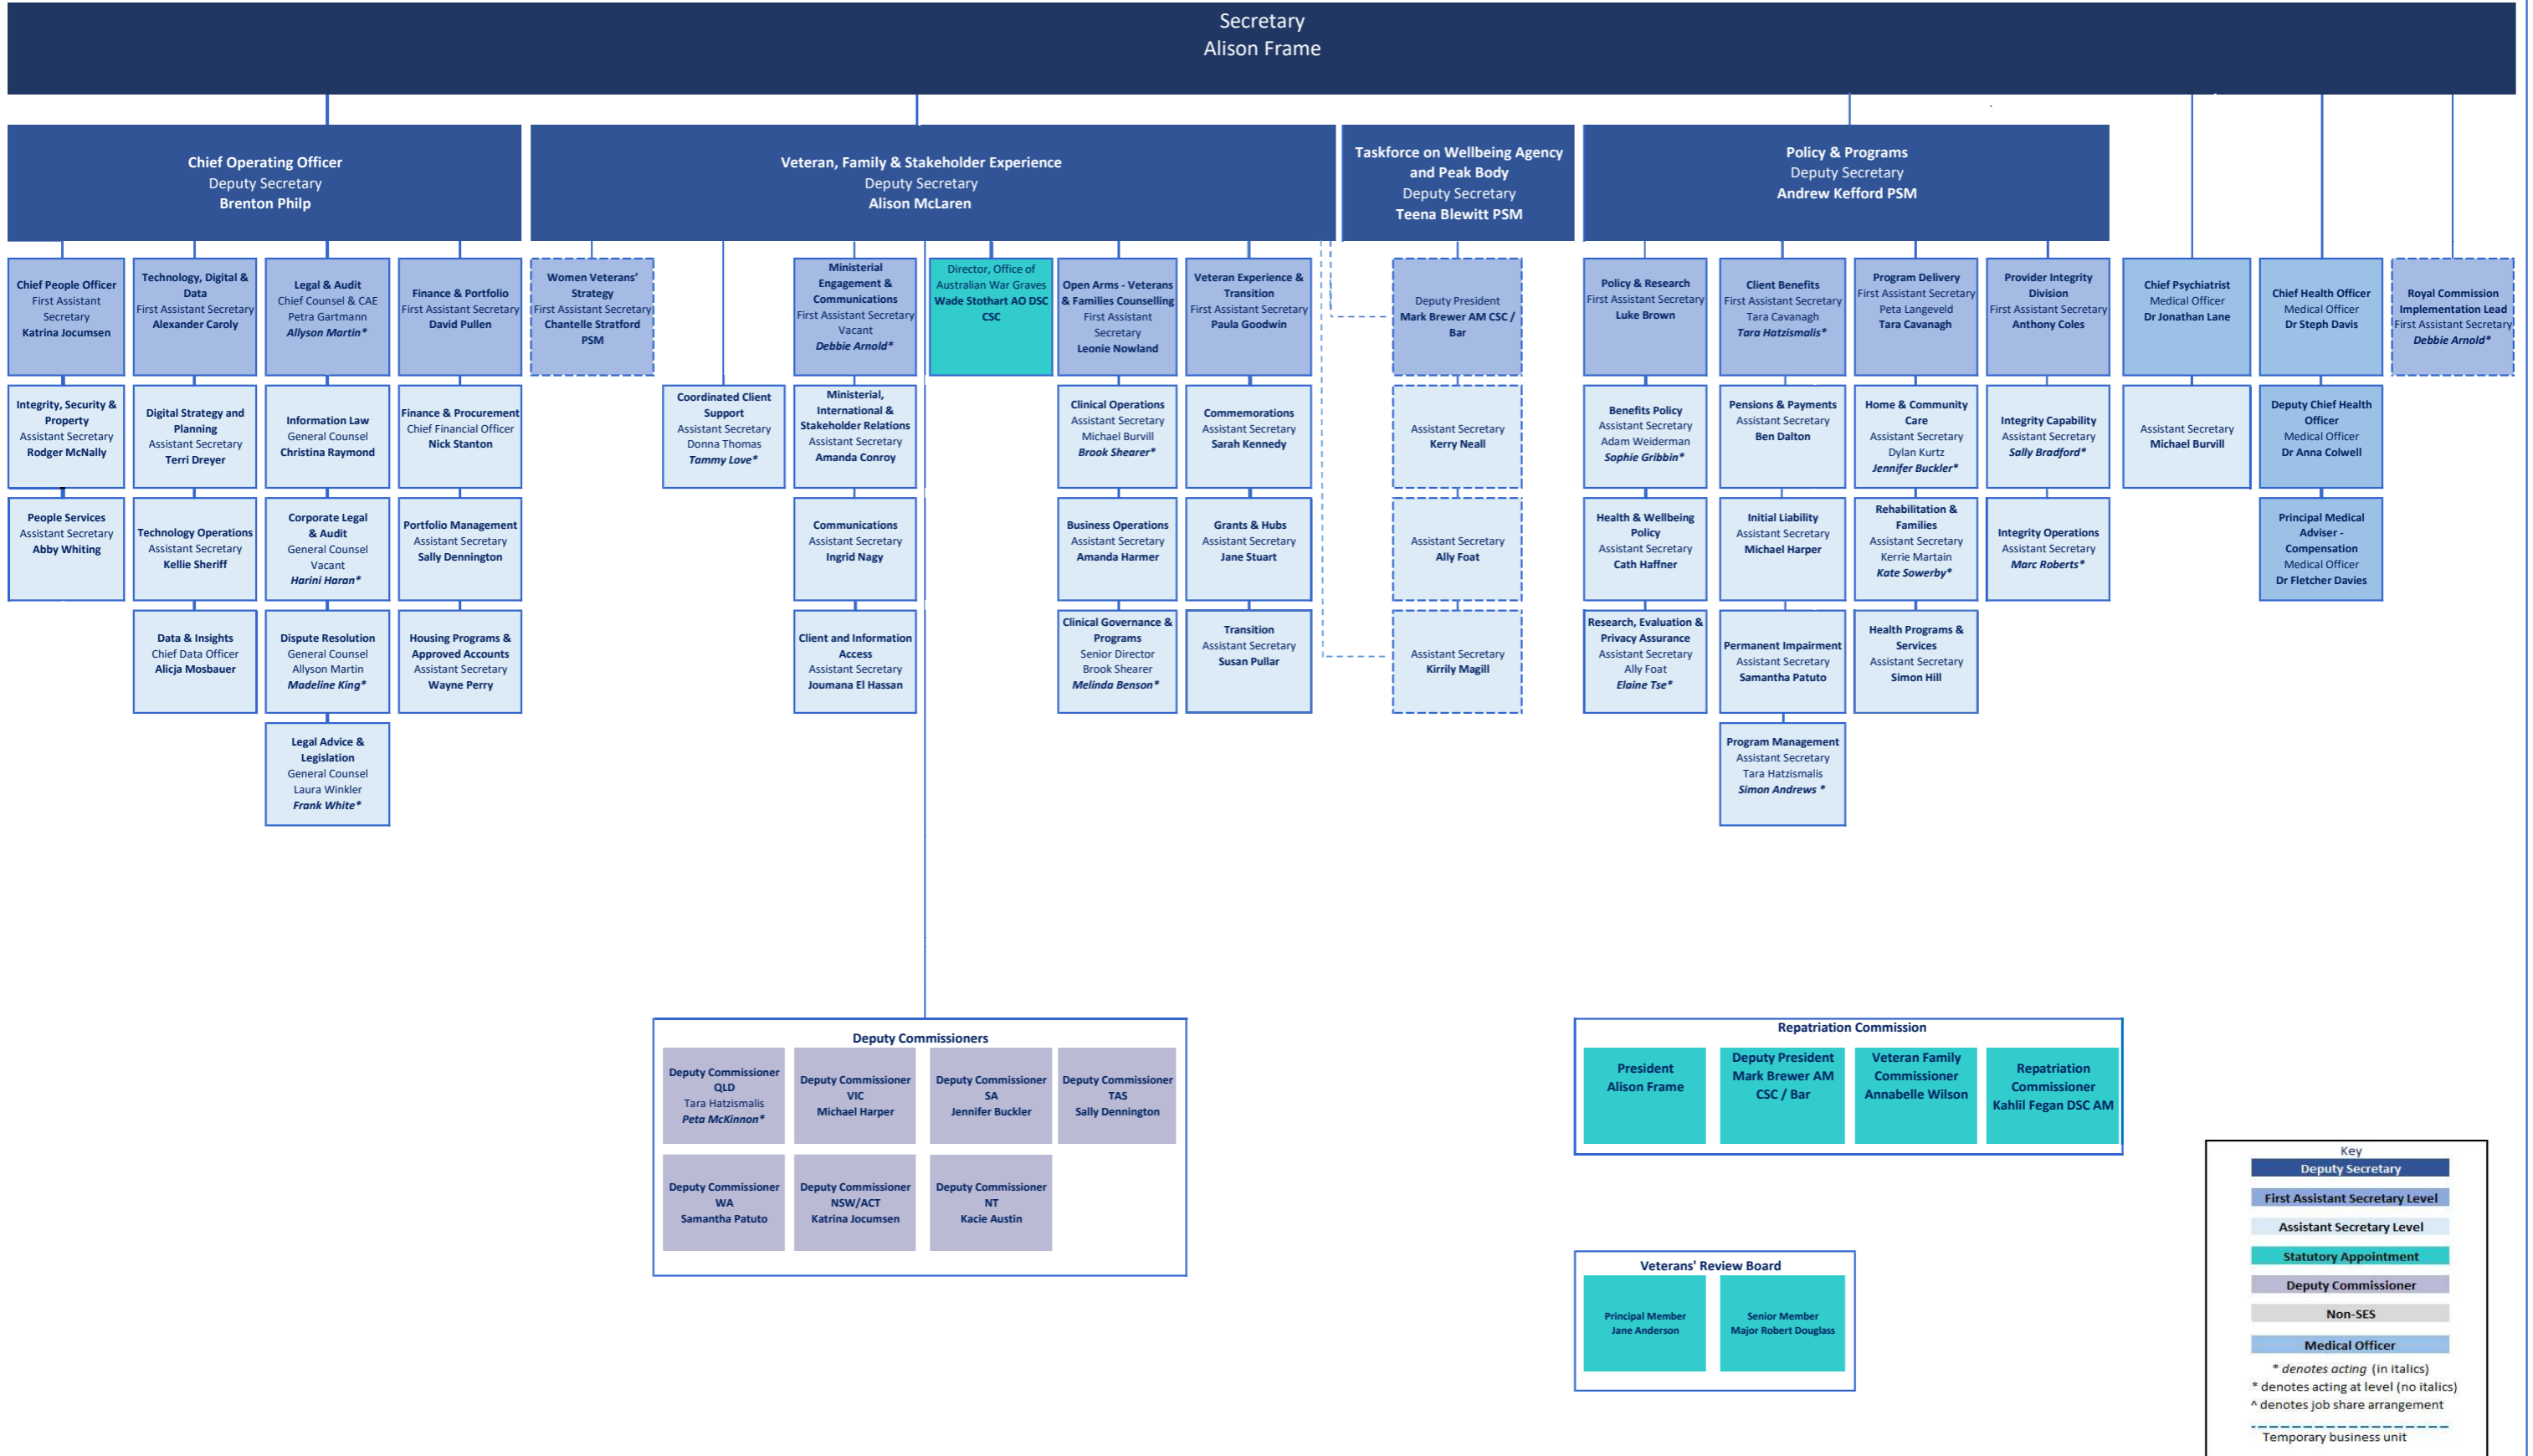 Secretary
Alison Frame
Chief Operating Officer
Deputy Secretary
Brenton Philp
Veteran, Family & Stakeholder Experience
Deputy Secretary
Alison McLaren
Taskforce on Wellbeing Agency
and Peak Body
Deputy Secretary
Teena Blewitt PSM
Policy & Programs
Deputy Secretary
Andrew Kefford PSM
Chief People Officer
First Assistant
Secretary
Katrina Jocumsen
Technology, Digital &
Data
First Assistant Secretary
Alexander Caroly
Legal & Audit
Chief Counsel & CAE
Petra Gartmann
Allyson Martin*
Finance & Portfolio
First Assistant Secretary
David Pullen
Women Veterans'
Strategy
First Assistant Secretary
Chantelle Stratford
PSM
Ministerial
Engagement &
Communications
First Assistant Secretary
Vacant
Debbie Arnold*
Director, Office of
Australian War Graves
Wade Stothart AO DSC
CSC
Open Arms - Veterans
& Families Counselling
First Assistant
Secretary
Leonie Nowland
Veteran Experience &
Transition
First Assistant Secretary
Paula Goodwin
Deputy President
Mark Brewer AM CSC /
Bar
Policy & Research
First Assistant Secretary
Luke Brown
Client Benefits
First Assistant Secretary
Tara Cavanagh
Tara Hatzismalis*
Program Delivery
First Assistant Secretary
Peta Langeveld
Tara Cavanagh
Provider Integrity
Division
First Assistant Secretary
Anthony Coles
Chief Psychiatrist
Medical Officer
Dr Jonathan Lane
Chief Health Officer
Medical Officer
Dr Steph Davis
Royal Commission
Implementation Lead
First Assistant Secretary
Debbie Arnold*
Integrity, Security &
Property
Assistant Secretary
Rodger McNally
Digital Strategy and
Planning
Assistant Secretary
Terri Dreyer
Information Law
General Counsel
Christina Raymond
Finance & Procurement
Chief Financial Officer
Nick Stanton
Coordinated Client
Support
Assistant Secretary
Donna Thomas
Tammy Love*
Ministerial,
International &
Stakeholder Relations
Assistant Secretary
Amanda Conroy
Clinical Operations
Assistant Secretary
Michael Burvill
Brook Shearer*
Commemorations
Assistant Secretary
Sarah Kennedy
Assistant Secretary
Kerry Neall
Benefits Policy
Assistant Secretary
Adam Weiderman
Sophie Gribbin*
Pensions & Payments
Assistant Secretary
Ben Dalton
Home & Community
Care
Assistant Secretary
Dylan Kurtz
Jennifer Buckler*
Integrity Capability
Assistant Secretary
Sally Bradford*
Assistant Secretary
Michael Burvill
Deputy Chief Health
Officer
Medical Officer
Dr Anna Colwell
People Services
Assistant Secretary
Abby Whiting
Technology Operations
Assistant Secretary
Kellie Sheriff
Corporate Legal
& Audit
General Counsel
Vacant
Harini Haran*
Portfolio Management
Assistant Secretary
Sally Dennington
Communications
Assistant Secretary
Ingrid Nagy
Business Operations
Assistant Secretary
Amanda Harmer
Grants & Hubs
Assistant Secretary
Jane Stuart
Assistant Secretary
Ally Foat
Health & Wellbeing
Policy
Assistant Secretary
Cath Haffner
Initial Liability
Assistant Secretary
Michael Harper
Rehabilitation &
Families
Assistant Secretary
Kerrie Martain
Kate Sowerby*
Integrity Operations
Assistant Secretary
Marc Roberts*
Principal Medical
Adviser -
Compensation
Medical Officer
Dr Fletcher Davies
Data & Insights
Chief Data Officer
Alicja Mosbauer
Dispute Resolution
General Counsel
Allyson Martin
Madeline King*
Housing Programs &
Approved Accounts
Assistant Secretary
Wayne Perry
Client and Information
Access
Assistant Secretary
Joumana El Hassan
Clinical Governance &
Programs
Senior Director
Brook Shearer
Melinda Benson*
Transition
Assistant Secretary
Susan Pullar
Assistant Secretary
Kirrily Magill
Research, Evaluation &
Privacy Assurance
Assistant Secretary
Ally Foat
Elaine Tse*
Permanent Impairment
Assistant Secretary
Samantha Patuto
Health Programs &
Services
Assistant Secretary
Simon Hill
Legal Advice &
Legislation
General Counsel
Laura Winkler
Frank White*
Program Management
Assistant Secretary
Tara Hatzismalis
Simon Andrews *
Deputy Commissioners
Deputy Commissioner
QLD
Tara Hatzismalis
Peta McKinnon*
Deputy Commissioner
VIC
Michael Harper
Deputy Commissioner
SA
Jennifer Buckler
Deputy Commissioner
TAS
Sally Dennington
Deputy Commissioner
WA
Samantha Patuto
Deputy Commissioner
NSW/ACT
Katrina Jocumsen
Deputy Commissioner
NT
Kacie Austin
Repatriation Commission
President
Alison Frame
Deputy President
Mark Brewer AM
CSC / Bar
Veteran Family
Commissioner
Annabelle Wilson
Repatriation
Commissioner
Kahlil Fegan DSC AM
Veterans' Review Board
Principal Member
Jane Anderson
Senior Member
Major Robert Douglass
Key
Deputy Secretary
First Assistant Secretary Level
Assistant Secretary Level
Statutory Appointment
Deputy Commissioner
Non-SES
Medical Officer
* denotes acting (in italics)
* denotes acting at level (no italics)
^ denotes job share arrangement
Temporary business unit